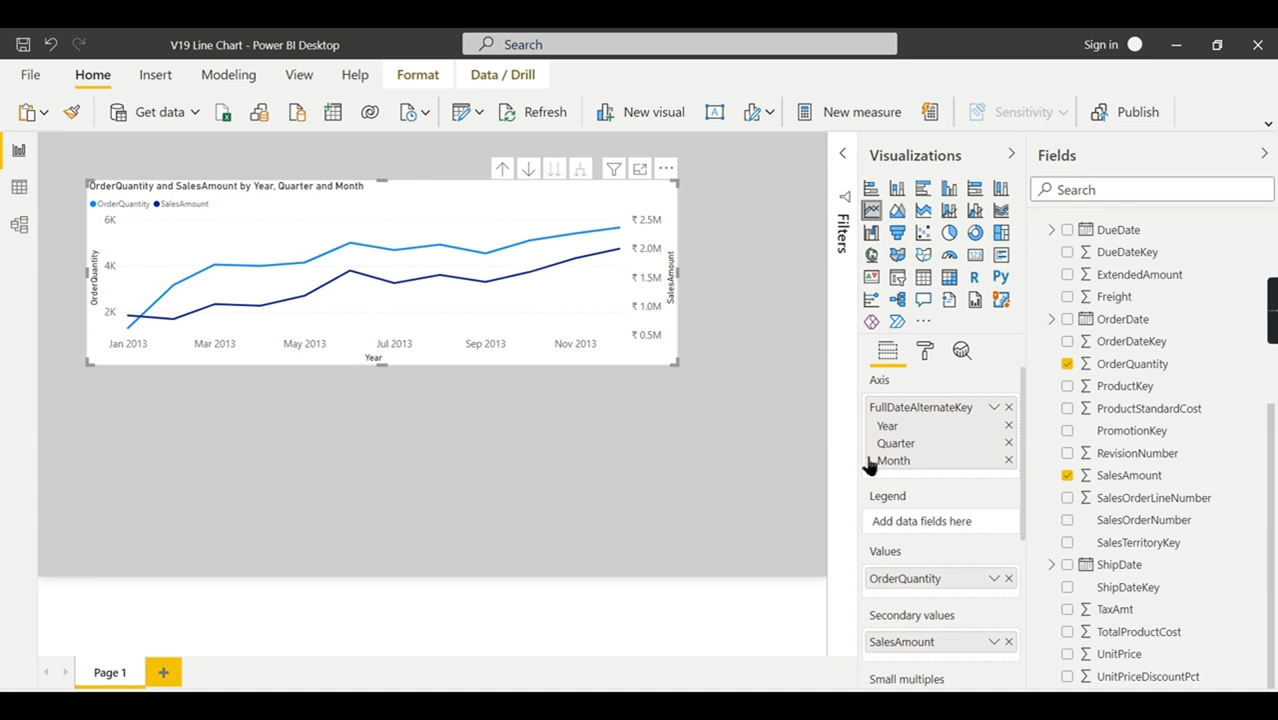 V19 Line Chart - Power BI Desktop
Search
Sign in
File
Home
Insert
Modeling
View
Help
Format
Data / Drill
Get data
Refresh
New visual
New measure
Sensitivity
Publish
OrderQuantity and SalesAmount by Year, Quarter and Month
OrderQuantity
SalesAmount
6K
4K
2K
OrderQuantity
₹ 2.5M
₹ 2.0M
₹ 1.5M
₹ 1.0M
₹ 0.5M
SalesAmount
Jan 2013
Mar 2013
May 2013
Jul 2013
Sep 2013
Nov 2013
Year
Page 1
Filters
Visualizations
R
Py
Axis
FullDateAlternateKey
Year
Quarter
Month
Legend
Add data fields here
Values
OrderQuantity
Secondary values
SalesAmount
Small multiples
Fields
Search
DueDate
DueDateKey
ExtendedAmount
Freight
OrderDate
OrderDateKey
OrderQuantity
ProductKey
ProductStandardCost
PromotionKey
RevisionNumber
SalesAmount
SalesOrderLineNumber
SalesOrderNumber
SalesTerritoryKey
ShipDate
ShipDateKey
TaxAmt
TotalProductCost
UnitPrice
UnitPriceDiscountPct